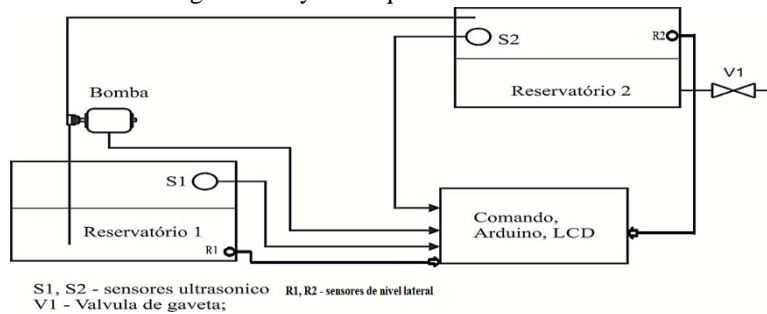 S2
R2
V1
Reservatório 2
Bomba
S1
Reservatório 1
R1
Comando,
Arduino, LCD
S1, S2 - sensores ultrasonico R1, R2 - sensores de nível lateral
V1 - Valvula de gaveta;